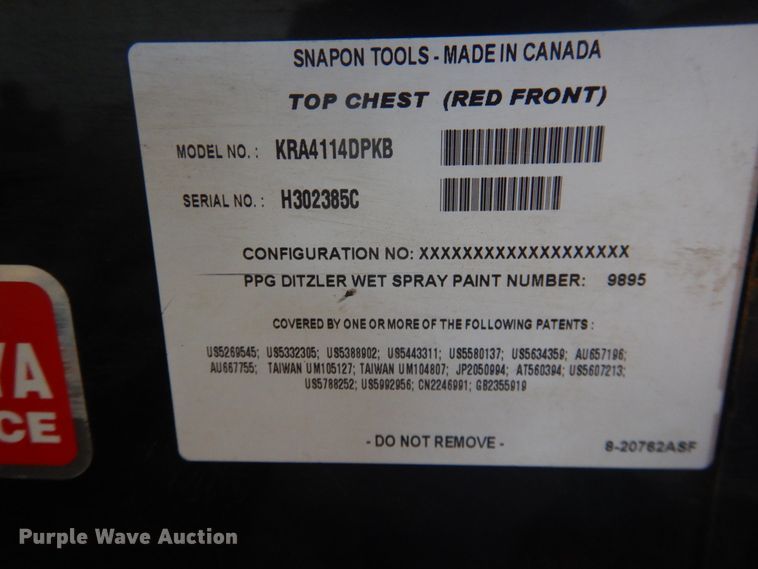 SNAPON TOOLS - MADE IN CANADA
TOP CHEST (RED FRONT)
MODEL NO. : KRA4114DPKB
SERIAL NO. : H302385C
CONFIGURATION NO: XXXXXXXXXXXXXXXXXXX
PPG DITZLER WET SPRAY PAINT NUMBER: 9895
COVERED BY ONE OR MORE OF THE FOLLOWING PATENTS :
US5269545; US5332305; US5388902; US5443311; US5580137; US5634359; AU657196;
AU667755; TAIWAN UM105127; TAIWAN UM104807; JP2050994; AT560394; US5607213;
US5788252; US5992956; CN2246991; GB2355919
- DO NOT REMOVE -
8-20762ASF
YA
CE
Purple Wave Auction